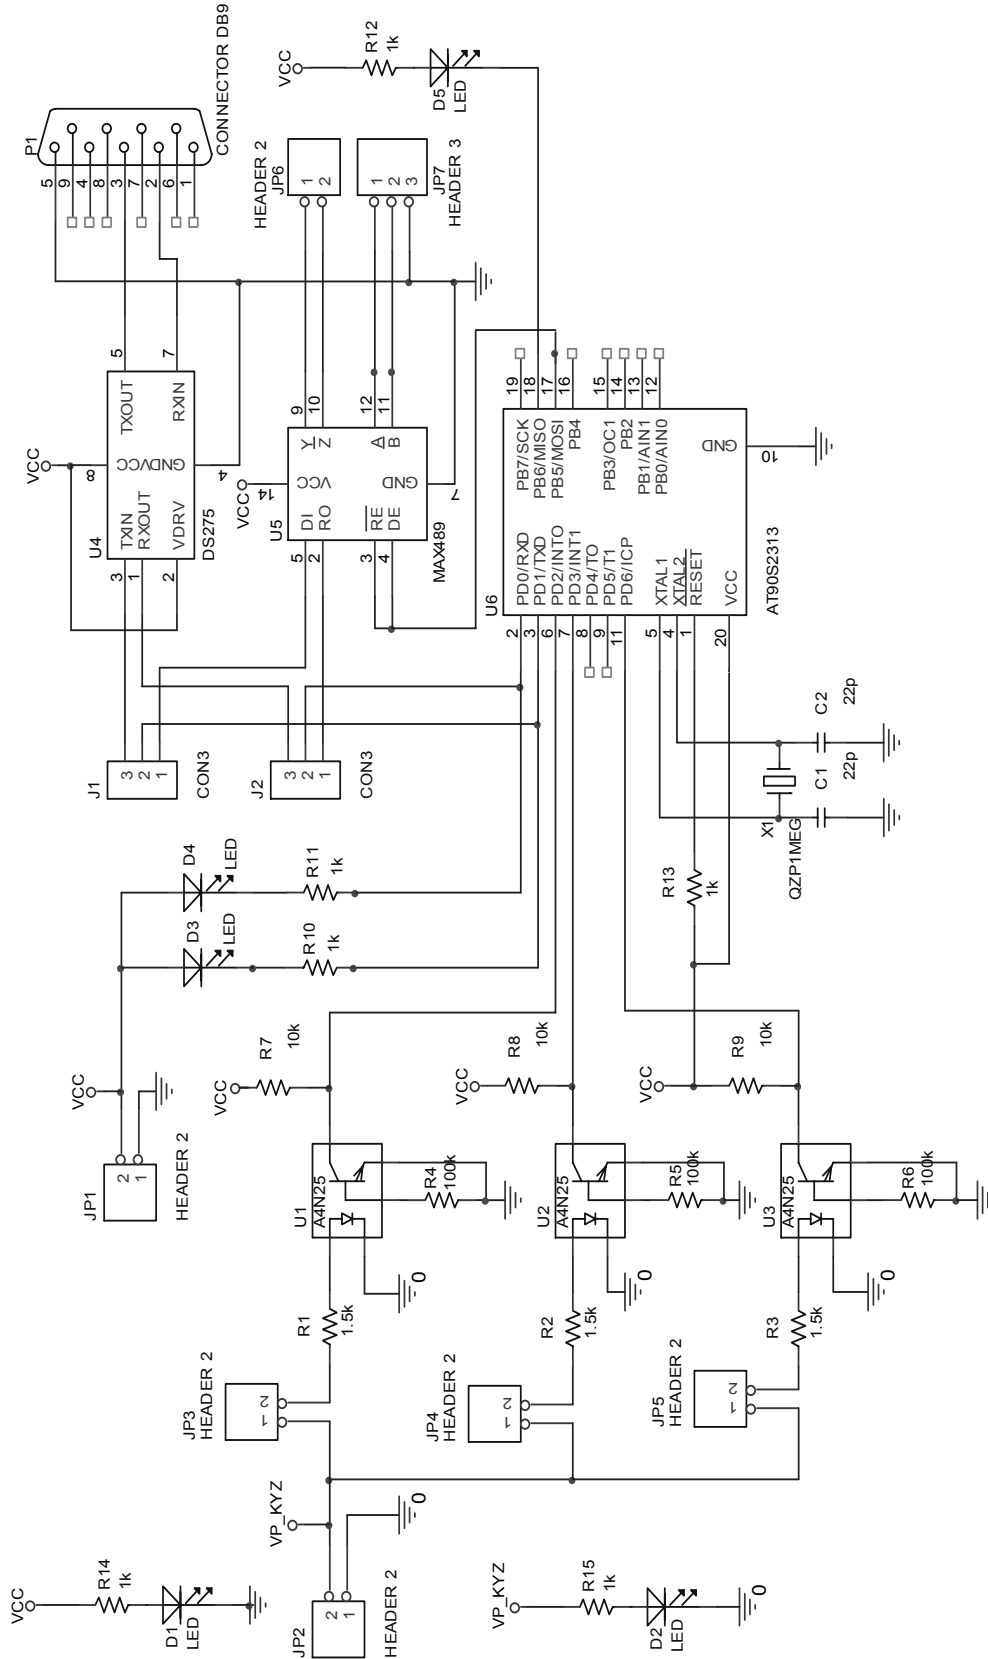 VCC
R14
1k
D1
LED
JP2
HEADER 2
2
1
VP_KYZ
0
VP_KYZ
R15
1k
D2
LED
0
JP3
HEADER 2
2
1
JP4
HEADER 2
2
1
JP5
HEADER 2
2
1
R1
1.5k
R2
1.5k
R3
1.5k
0
0
0
U1
A4N25
U2
A4N25
U3
A4N25
R4
100k
R5
100k
R6
100k
JP1
HEADER 2
2
1
VCC
VCC
R7
10k
VCC
R8
10k
VCC
R9
10k
D3
LED
D4
LED
R10
1k
R11
1k
R13
1k
X1
QZP1MEG
C1
22p
C2
22p
J1
CON3
3
2
1
J2
CON3
3
2
1
U4
DS275
TXIN
RXOUT
VDRV
GND
VCC
TXOUT
RXIN
3
1
2
8
4
5
7
VCC
U5
MAX489
DI
RO
RE
DE
VCC
GND
Y
Z
A
B
5
2
3
4
14
7
9
10
12
11
VCC
U6
AT90S2313
PD0/RXD
PD1/TXD
PD2/INTO
PD3/INT1
PD4/TO
PD5/T1
PD6/ICP
XTAL1
XTAL2
RESET
VCC
2
3
6
7
8
9
11
5
4
1
20
PB7/SCK
PB6/MISO
PB5/MOSI
PB4
PB3/OC1
PB2
PB1/AIN1
PB0/AIN0
GND
19
18
17
16
15
14
13
12
10
P1
CONNECTOR DB9
5
9
4
8
3
7
2
6
1
HEADER 2
JP6
1
2
JP7
HEADER 3
1
2
3
VCC
R12
1k
D5
LED